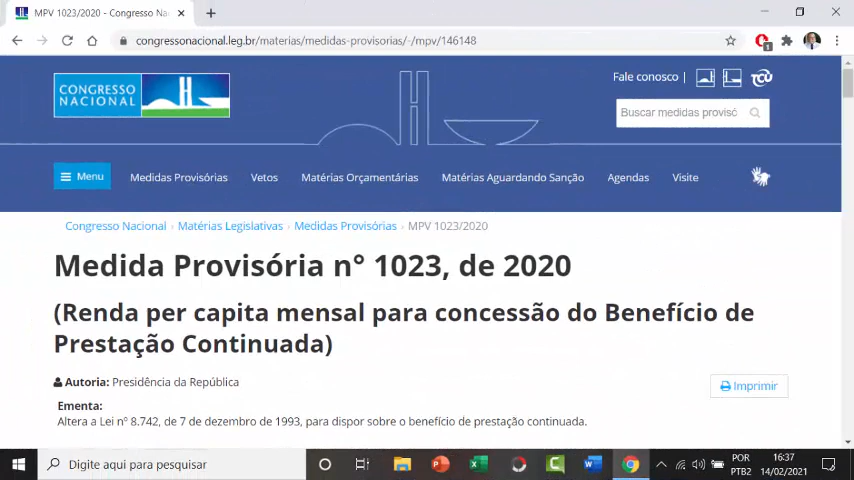 MPV 1023/2020 - Congresso Na
congressonacional.leg.br/materias/medidas-provisorias/-/mpv/146148
1
CONGRESSO
NACIONAL
Fale conosco |
TCU
Buscar medidas provisó
Menu
Medidas Provisórias
Vetos
Matérias Orçamentárias
Matérias Aguardando Sanção
Agendas
Visite
Congresso Nacional › Matérias Legislativas › Medidas Provisórias › MPV 1023/2020
Medida Provisória n° 1023, de 2020
(Renda per capita mensal para concessão do Benefício de
Prestação Continuada)
Autoria: Presidência da República
Imprimir
Ementa:
Altera a Lei nº 8.742, de 7 de dezembro de 1993, para dispor sobre o benefício de prestação continuada.
Digite aqui para pesquisar
POR
PTB2
16:37
14/02/2021